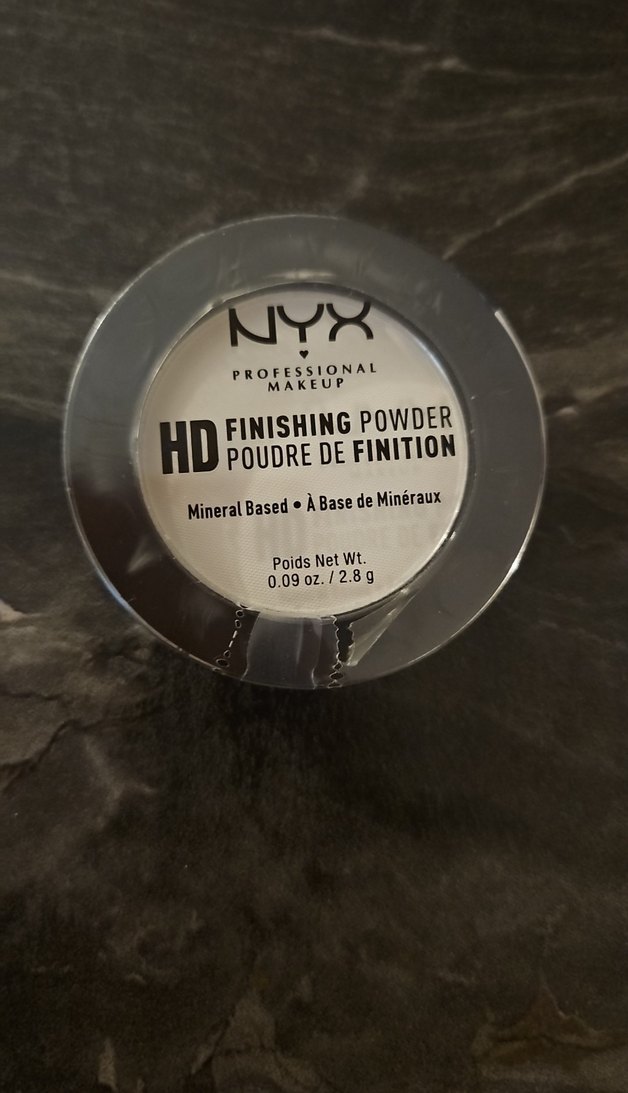 NYX
PROFESSIONAL
MAKEUP
HD FINISHING POWDER
POUDRE DE FINITION
Mineral Based • À Base de Minéraux
Poids Net Wt.
0.09 oz. / 2.8 g